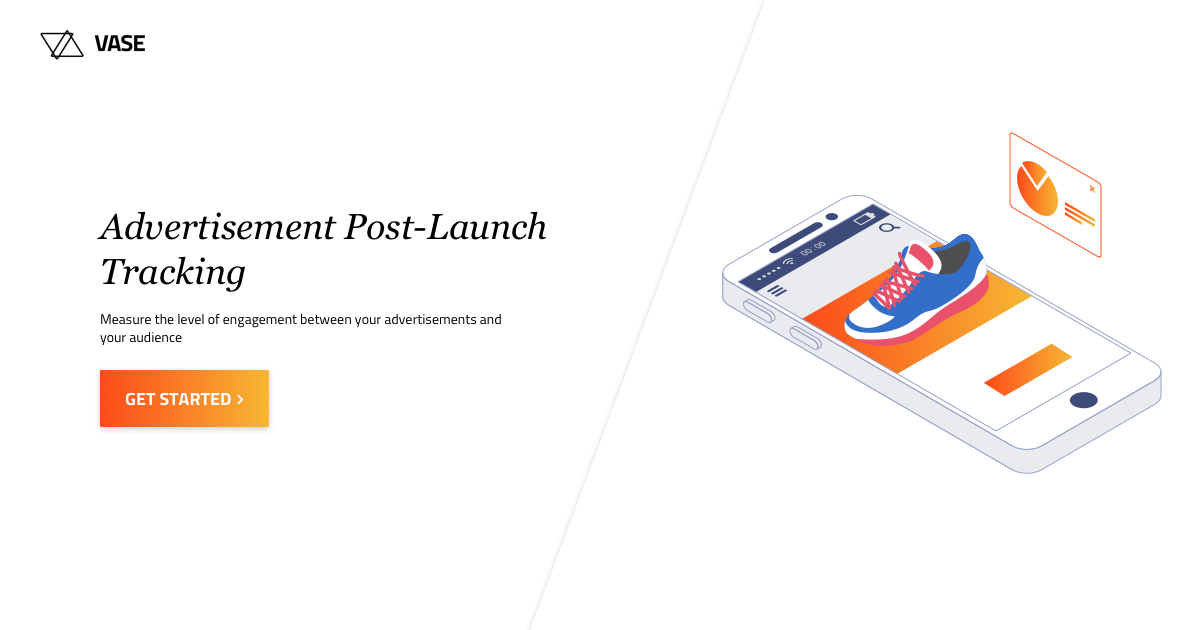 VASE
Advertisement Post-Launch
Tracking
Measure the level of engagement between your advertisements and
your audience
GET STARTED >
00:00